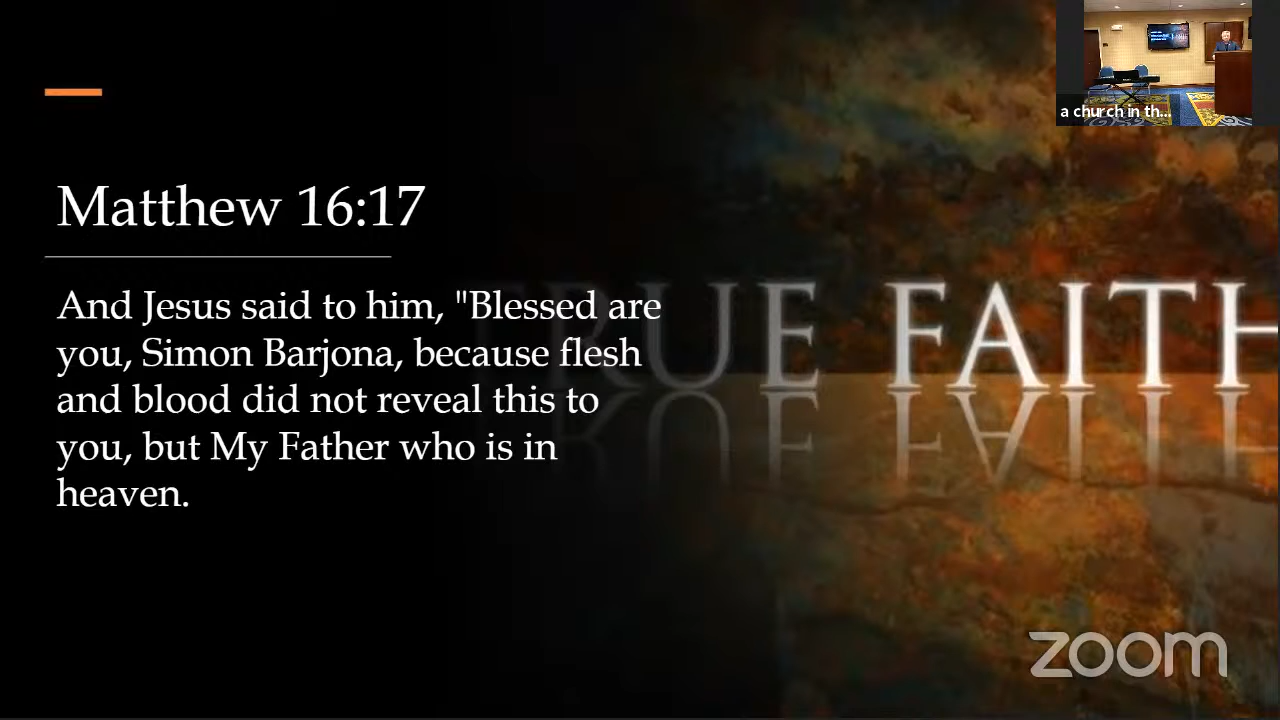 a church in th...
Matthew 16:17
And Jesus said to him, "Blessed are
you, Simon Barjona, because flesh
and blood did not reveal this to
you, but My Father who is in
heaven.
TRUE FAITH
zoom